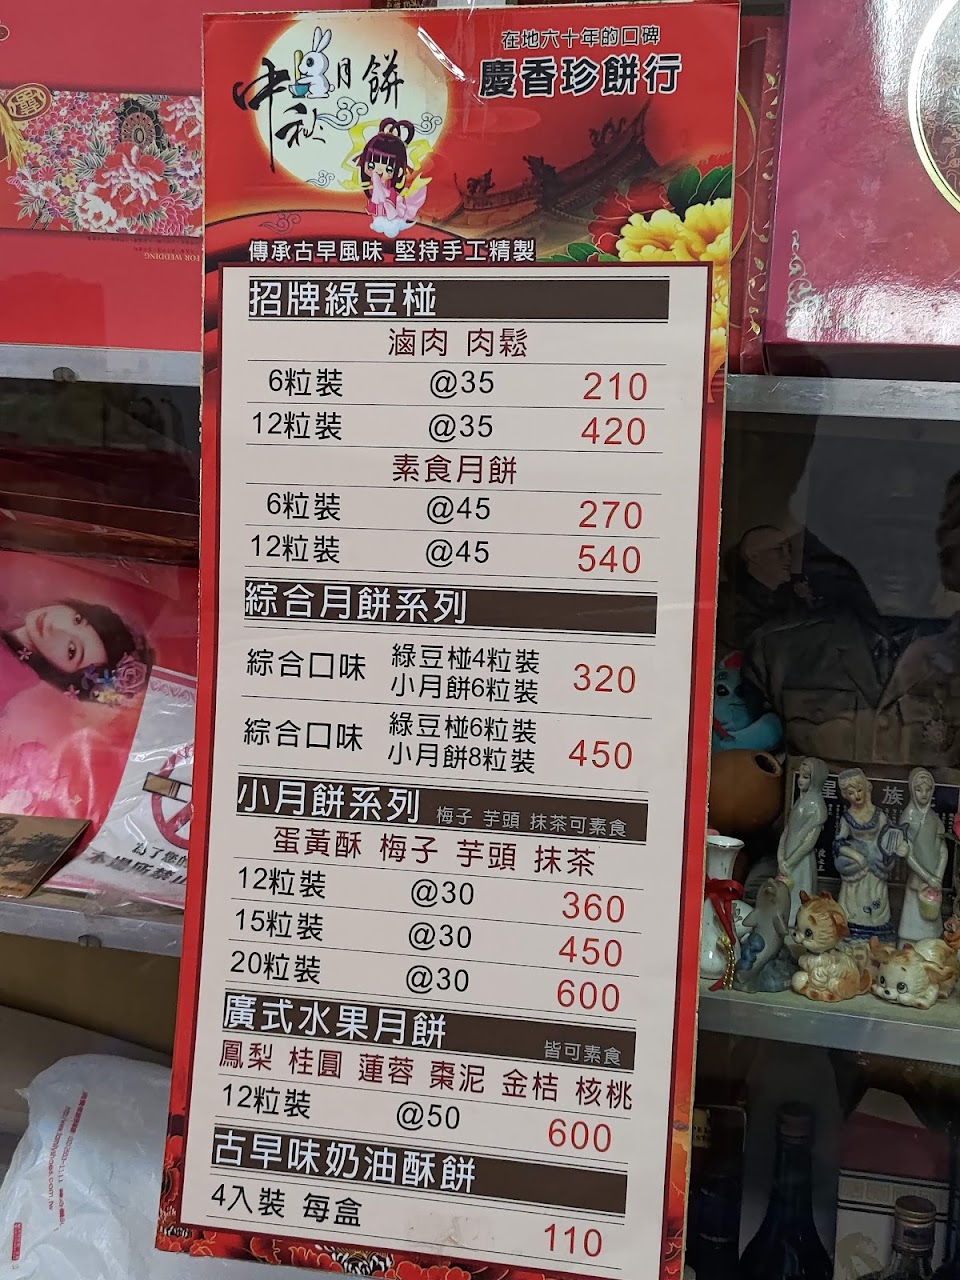 在地六十年的口碑
慶香珍餅行
中秋月餅
傳承古早風味 堅持手工精製
招牌綠豆椪
滷肉 肉鬆
6粒裝 @35 210
12粒裝 @35 420
素食月餅
6粒裝 @45 270
12粒裝 @45 540
綜合月餅系列
綜合口味 綠豆椪4粒裝 小月餅6粒裝 320
綜合口味 綠豆椪6粒裝 小月餅8粒裝 450
小月餅系列 梅子 芋頭 抹茶可素食
蛋黃酥 梅子 芋頭 抹茶
12粒裝 @30 360
15粒裝 @30 450
20粒裝 @30 600
廣式水果月餅 皆可素食
鳳梨 桂圓 蓮蓉 棗泥 金桔 核桃
12粒裝 @50 600
古早味奶油酥餅
4入裝 每盒 110
FOR WEDDING
為了您的